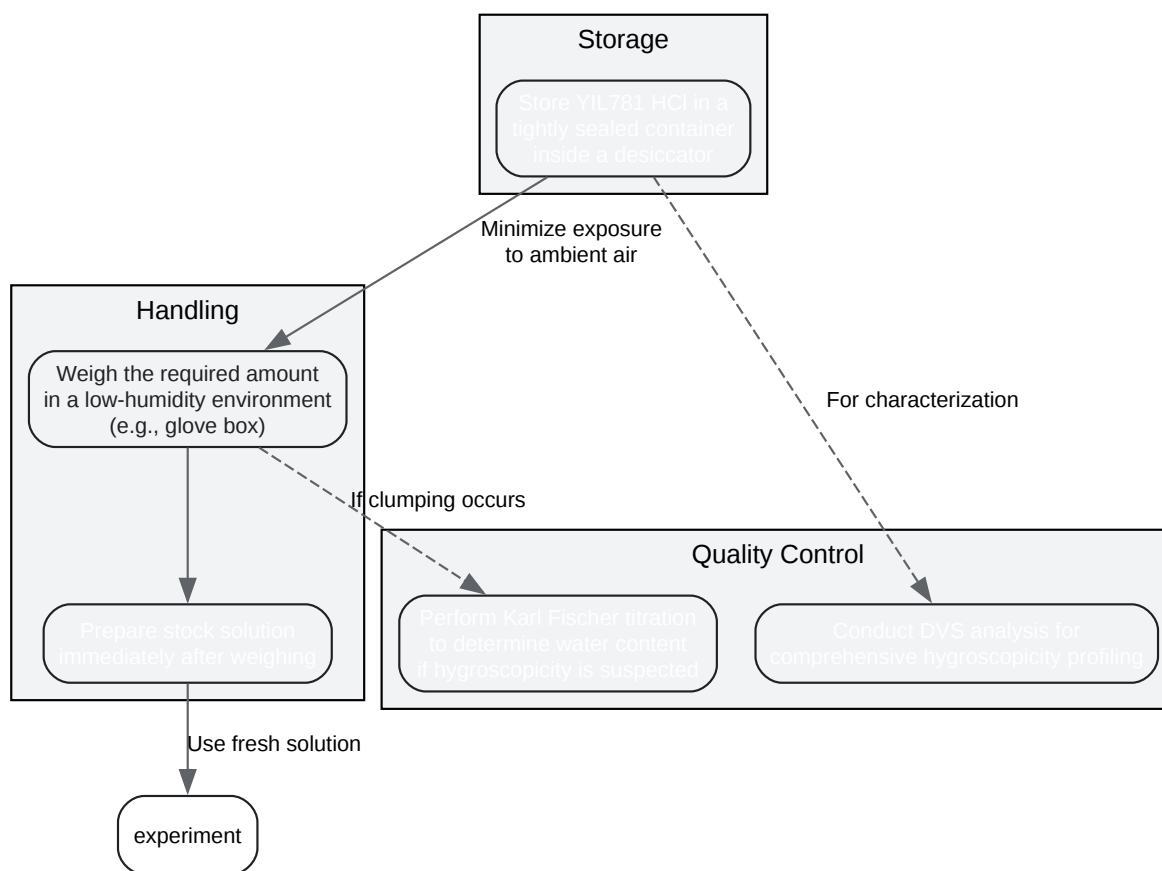 Storage
Store YIL781 HCl in a
tightly sealed container
inside a desiccator
Minimize exposure
to ambient air
Handling
Weigh the required amount
in a low-humidity environment
(e.g., glove box)
For characterization
If clumping occurs
Quality Control
Prepare stock solution
immediately after weighing
Perform Karl Fischer titration
to determine water content
if hygroscopicity is suspected
Conduct DVS analysis for
comprehensive hygroscopicity profiling
Use fresh solution
experiment